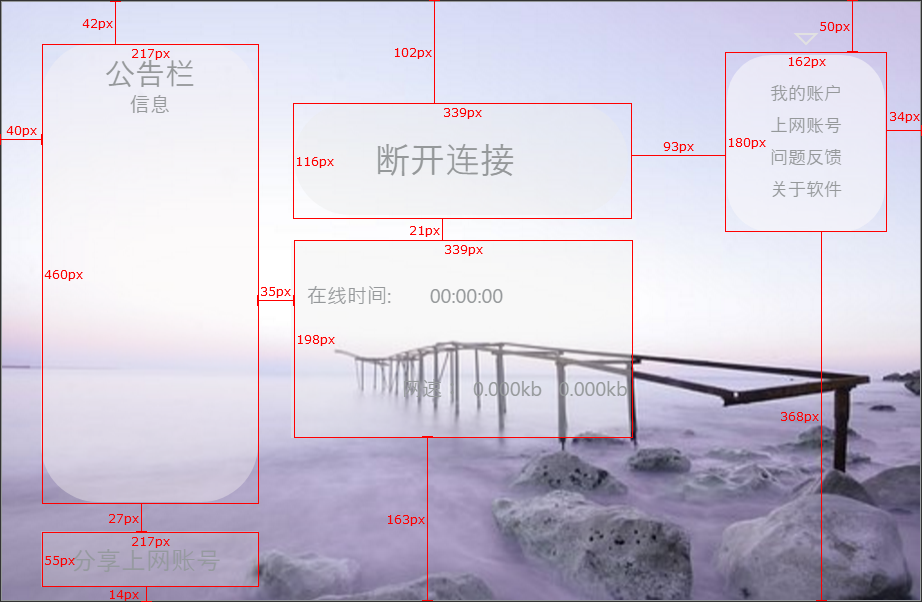 42px
50px
217px
公告栏
信息
102px
162px
我的账户
上网账号
问题反馈
关于软件
180px
34px
40px
339px
116px
断开连接
93px
21px
339px
460px
35px
在线时间:
00:00:00
198px
网速
0.000kb
0.000kb
368px
27px
163px
217px
55px
分享上网账号
14px